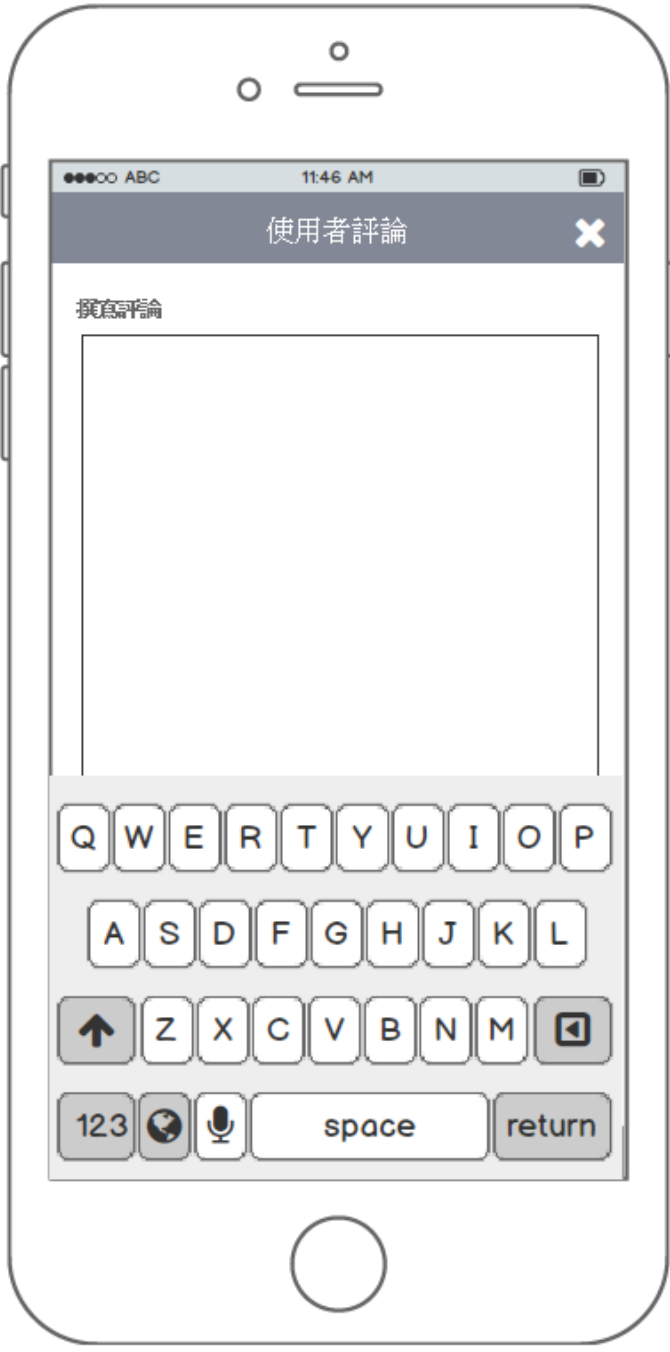 ABC 11:46 AM
使用者評論
撰寫評論
Q W E R T Y U I O P
A S D F G H J K L
Z X C V B N M
123 space return